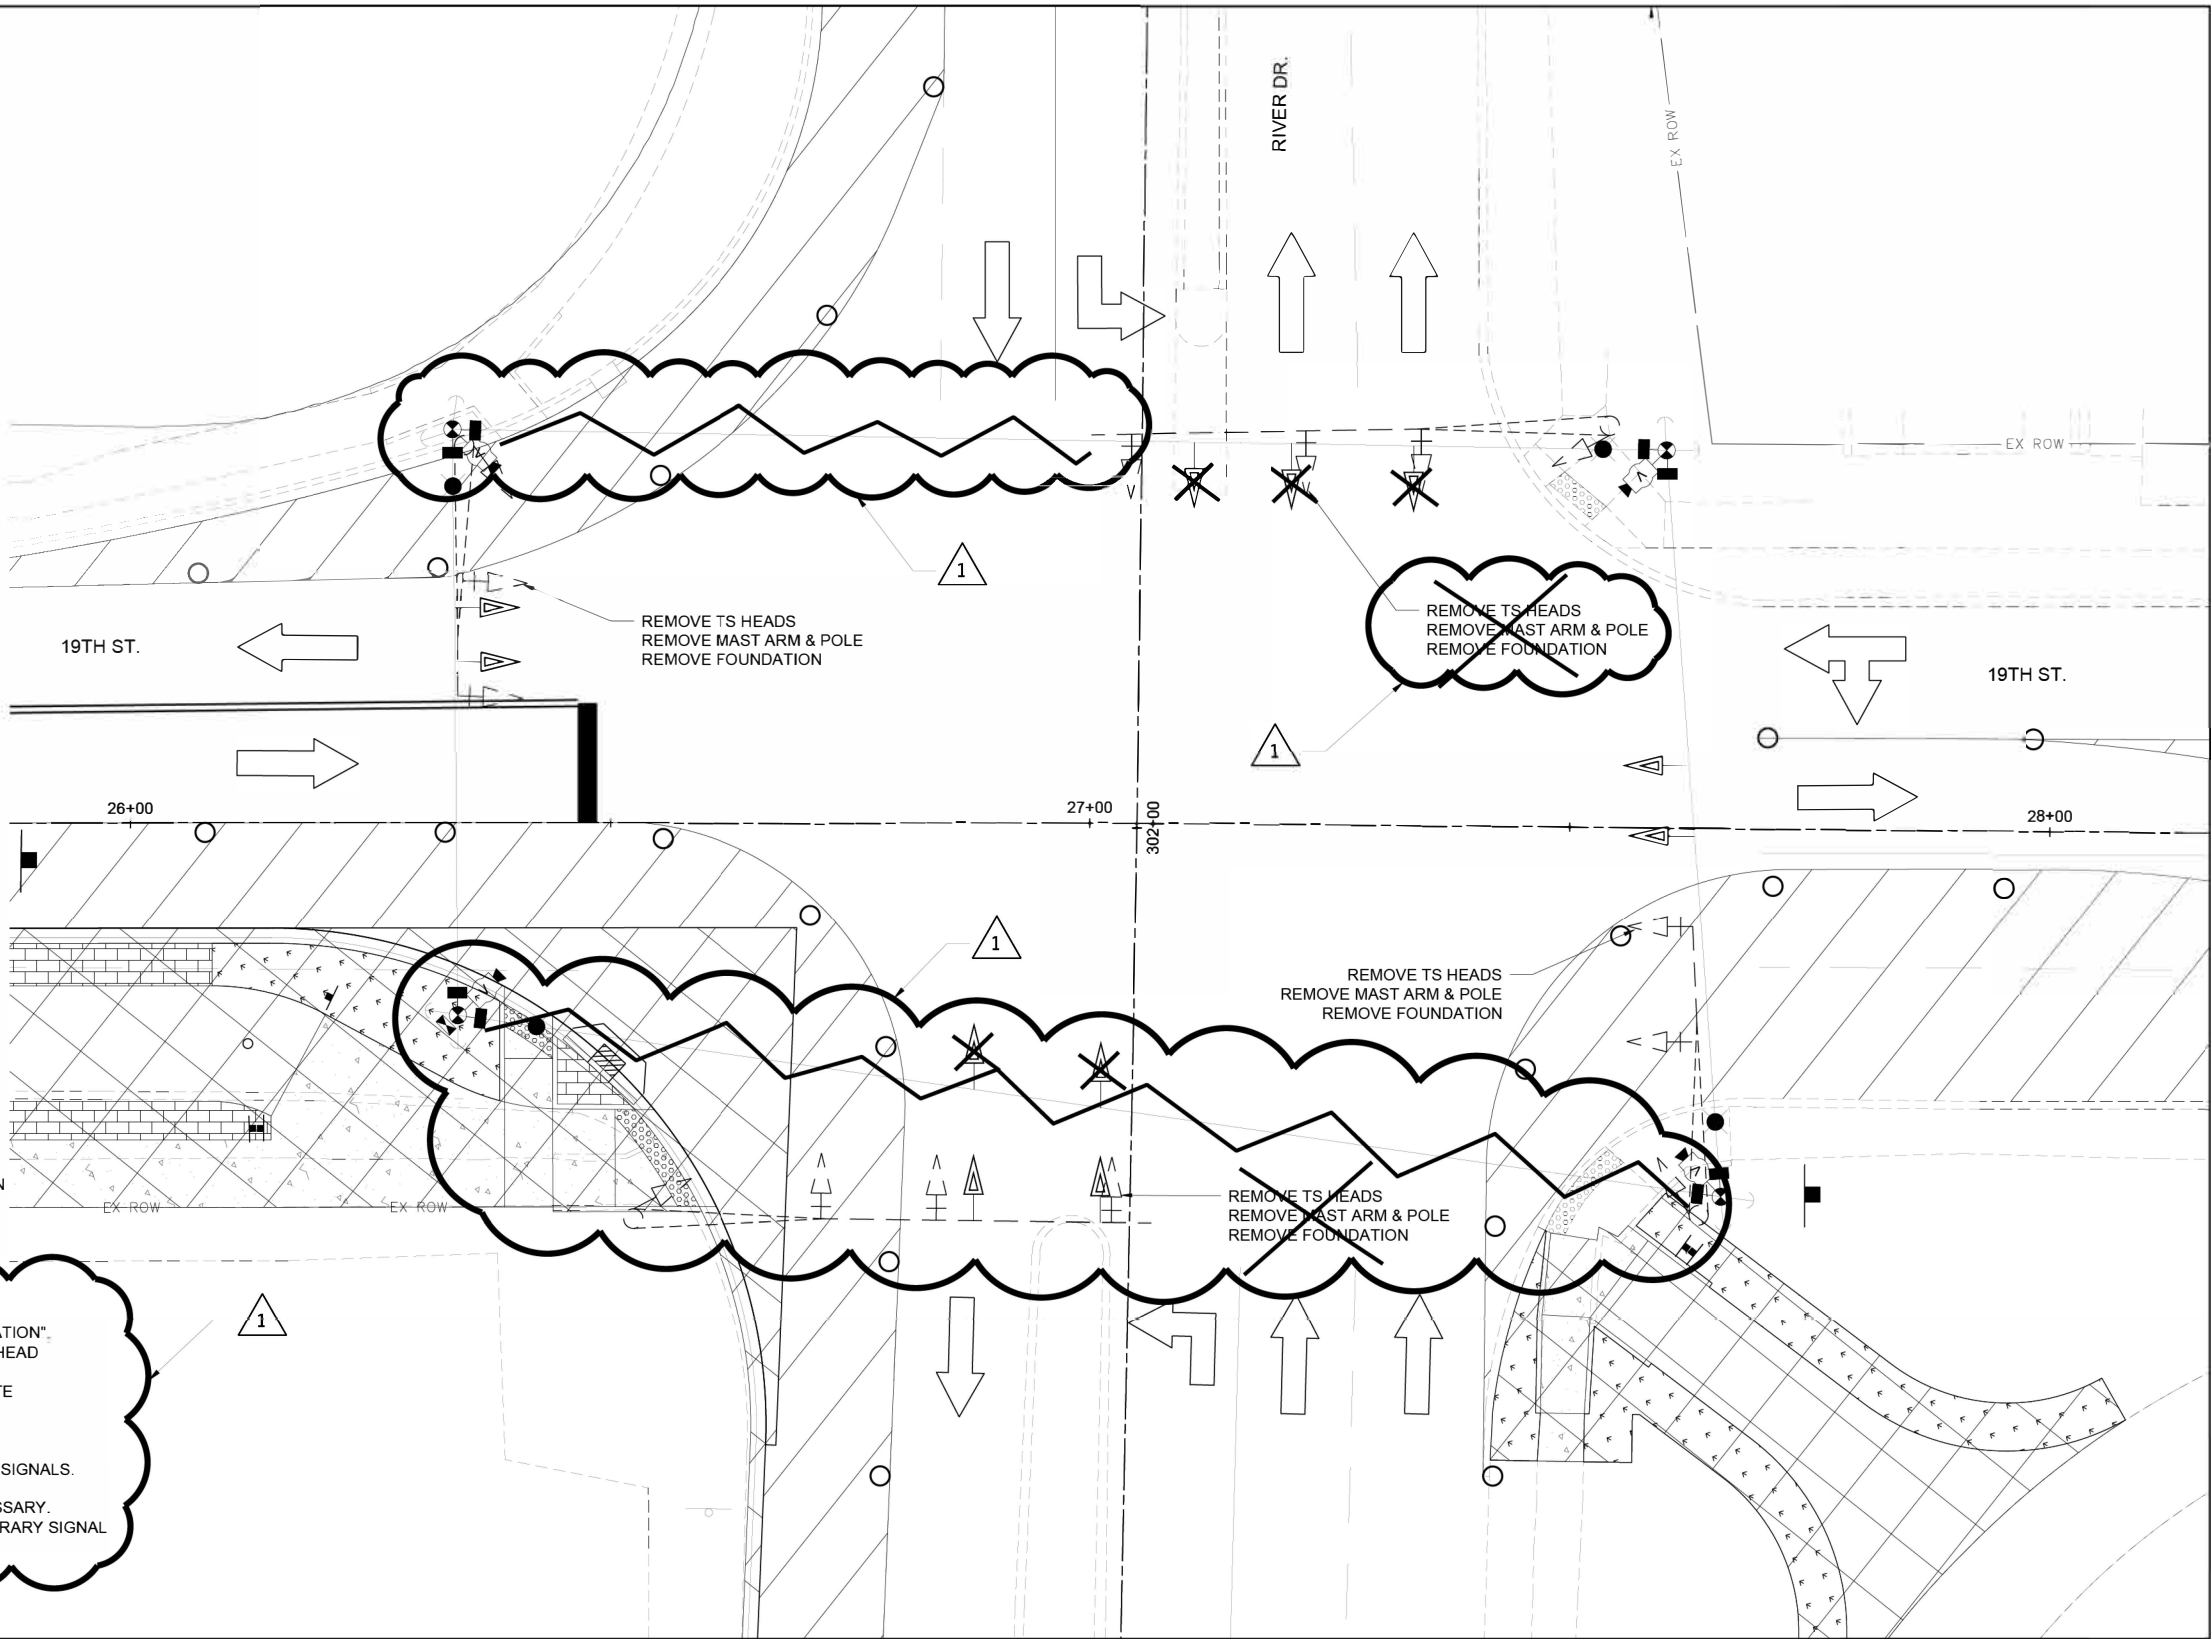 RIVER DR.
EX ROW
EX ROW
1
REMOVE TS HEADS
REMOVE MAST ARM & POLE
REMOVE FOUNDATION
REMOVE TS HEADS
REMOVE MAST ARM & POLE
REMOVE FOUNDATION
19TH ST.
19TH ST.
1
26+00
27+00
302+00
28+00
1
REMOVE TS HEADS
REMOVE MAST ARM & POLE
REMOVE FOUNDATION
REMOVE TS HEADS
REMOVE MAST ARM & POLE
REMOVE FOUNDATION
N
EX ROW
EX ROW
1
ATION".
HEAD
TE
SIGNALS.
SSARY.
RARY SIGNAL